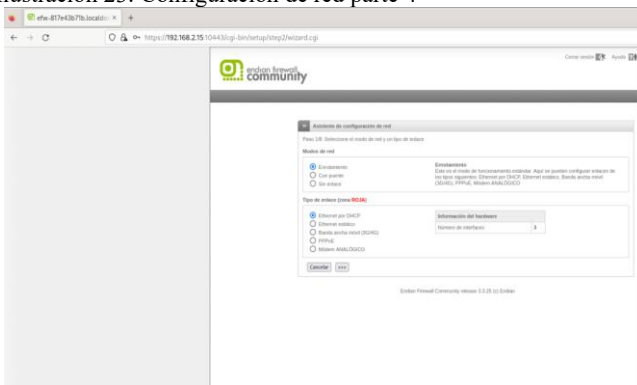 Ilustración 25. Configuración de red parte 4
efw-817e43b71b.localdo
https://192.168.2.15:10443/cgi-bin/setup/step2/wizard.cgi
Cerrar sesión Ayuda
endian firewall
community
Asistente de configuración de red
Paso 1/8: Seleccione el modo de red y un tipo de enlace
Modos de red
Enrutamiento
Con puente
Sin enlace
Enrutamiento
Este es el modo de funcionamiento estándar. Aquí se pueden configurar enlaces de
los tipos siguientes: Ethernet por DHCP, Ethernet estático, Banda ancha móvil
(3G/4G), PPPoE, Módem ANALÓGICO
Tipo de enlace (zona ROJA)
Ethernet por DHCP
Ethernet estático
Banda ancha móvil (3G/4G)
PPPoE
Módem ANALÓGICO
Información del hardware
Número de interfaces 3
Cancelar >>>
Endian Firewall Community release 3.3.25 (c) Endian